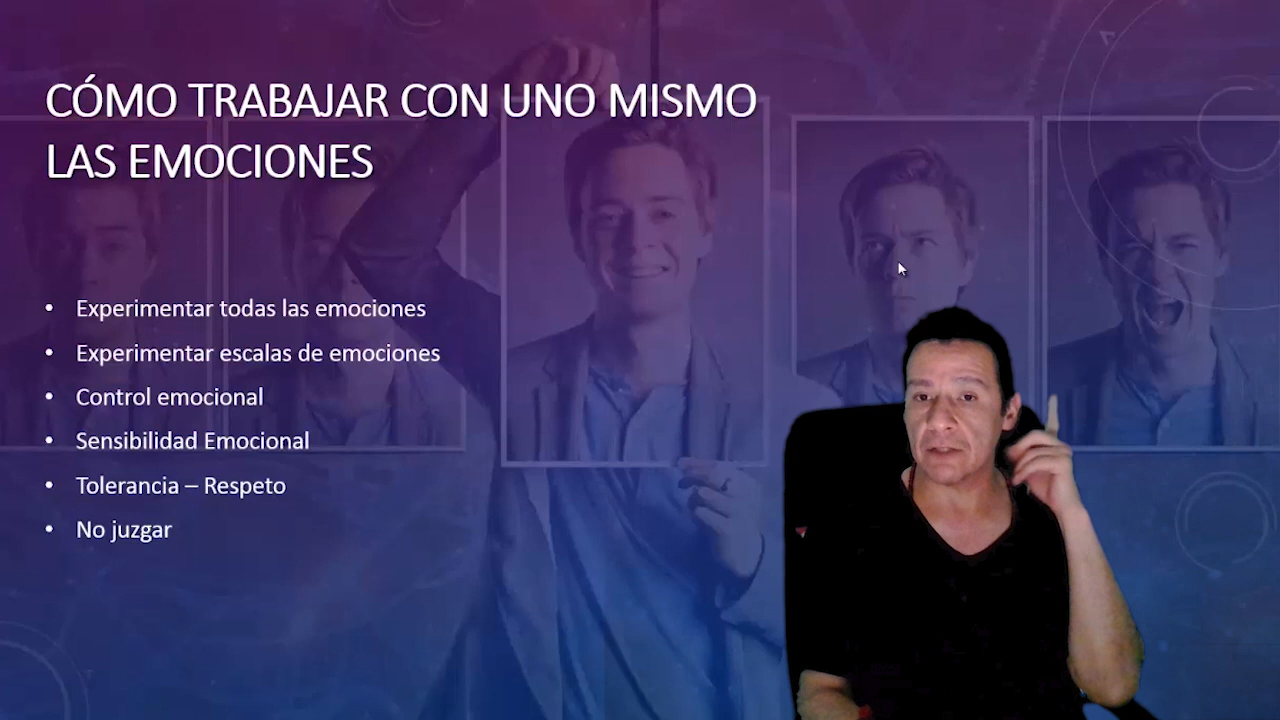 CÓMO TRABAJAR CON UNO MISMO
LAS EMOCIONES
• Experimentar todas las emociones
• Experimentar escalas de emociones
• Control emocional
• Sensibilidad Emocional
• Tolerancia – Respeto
• No juzgar